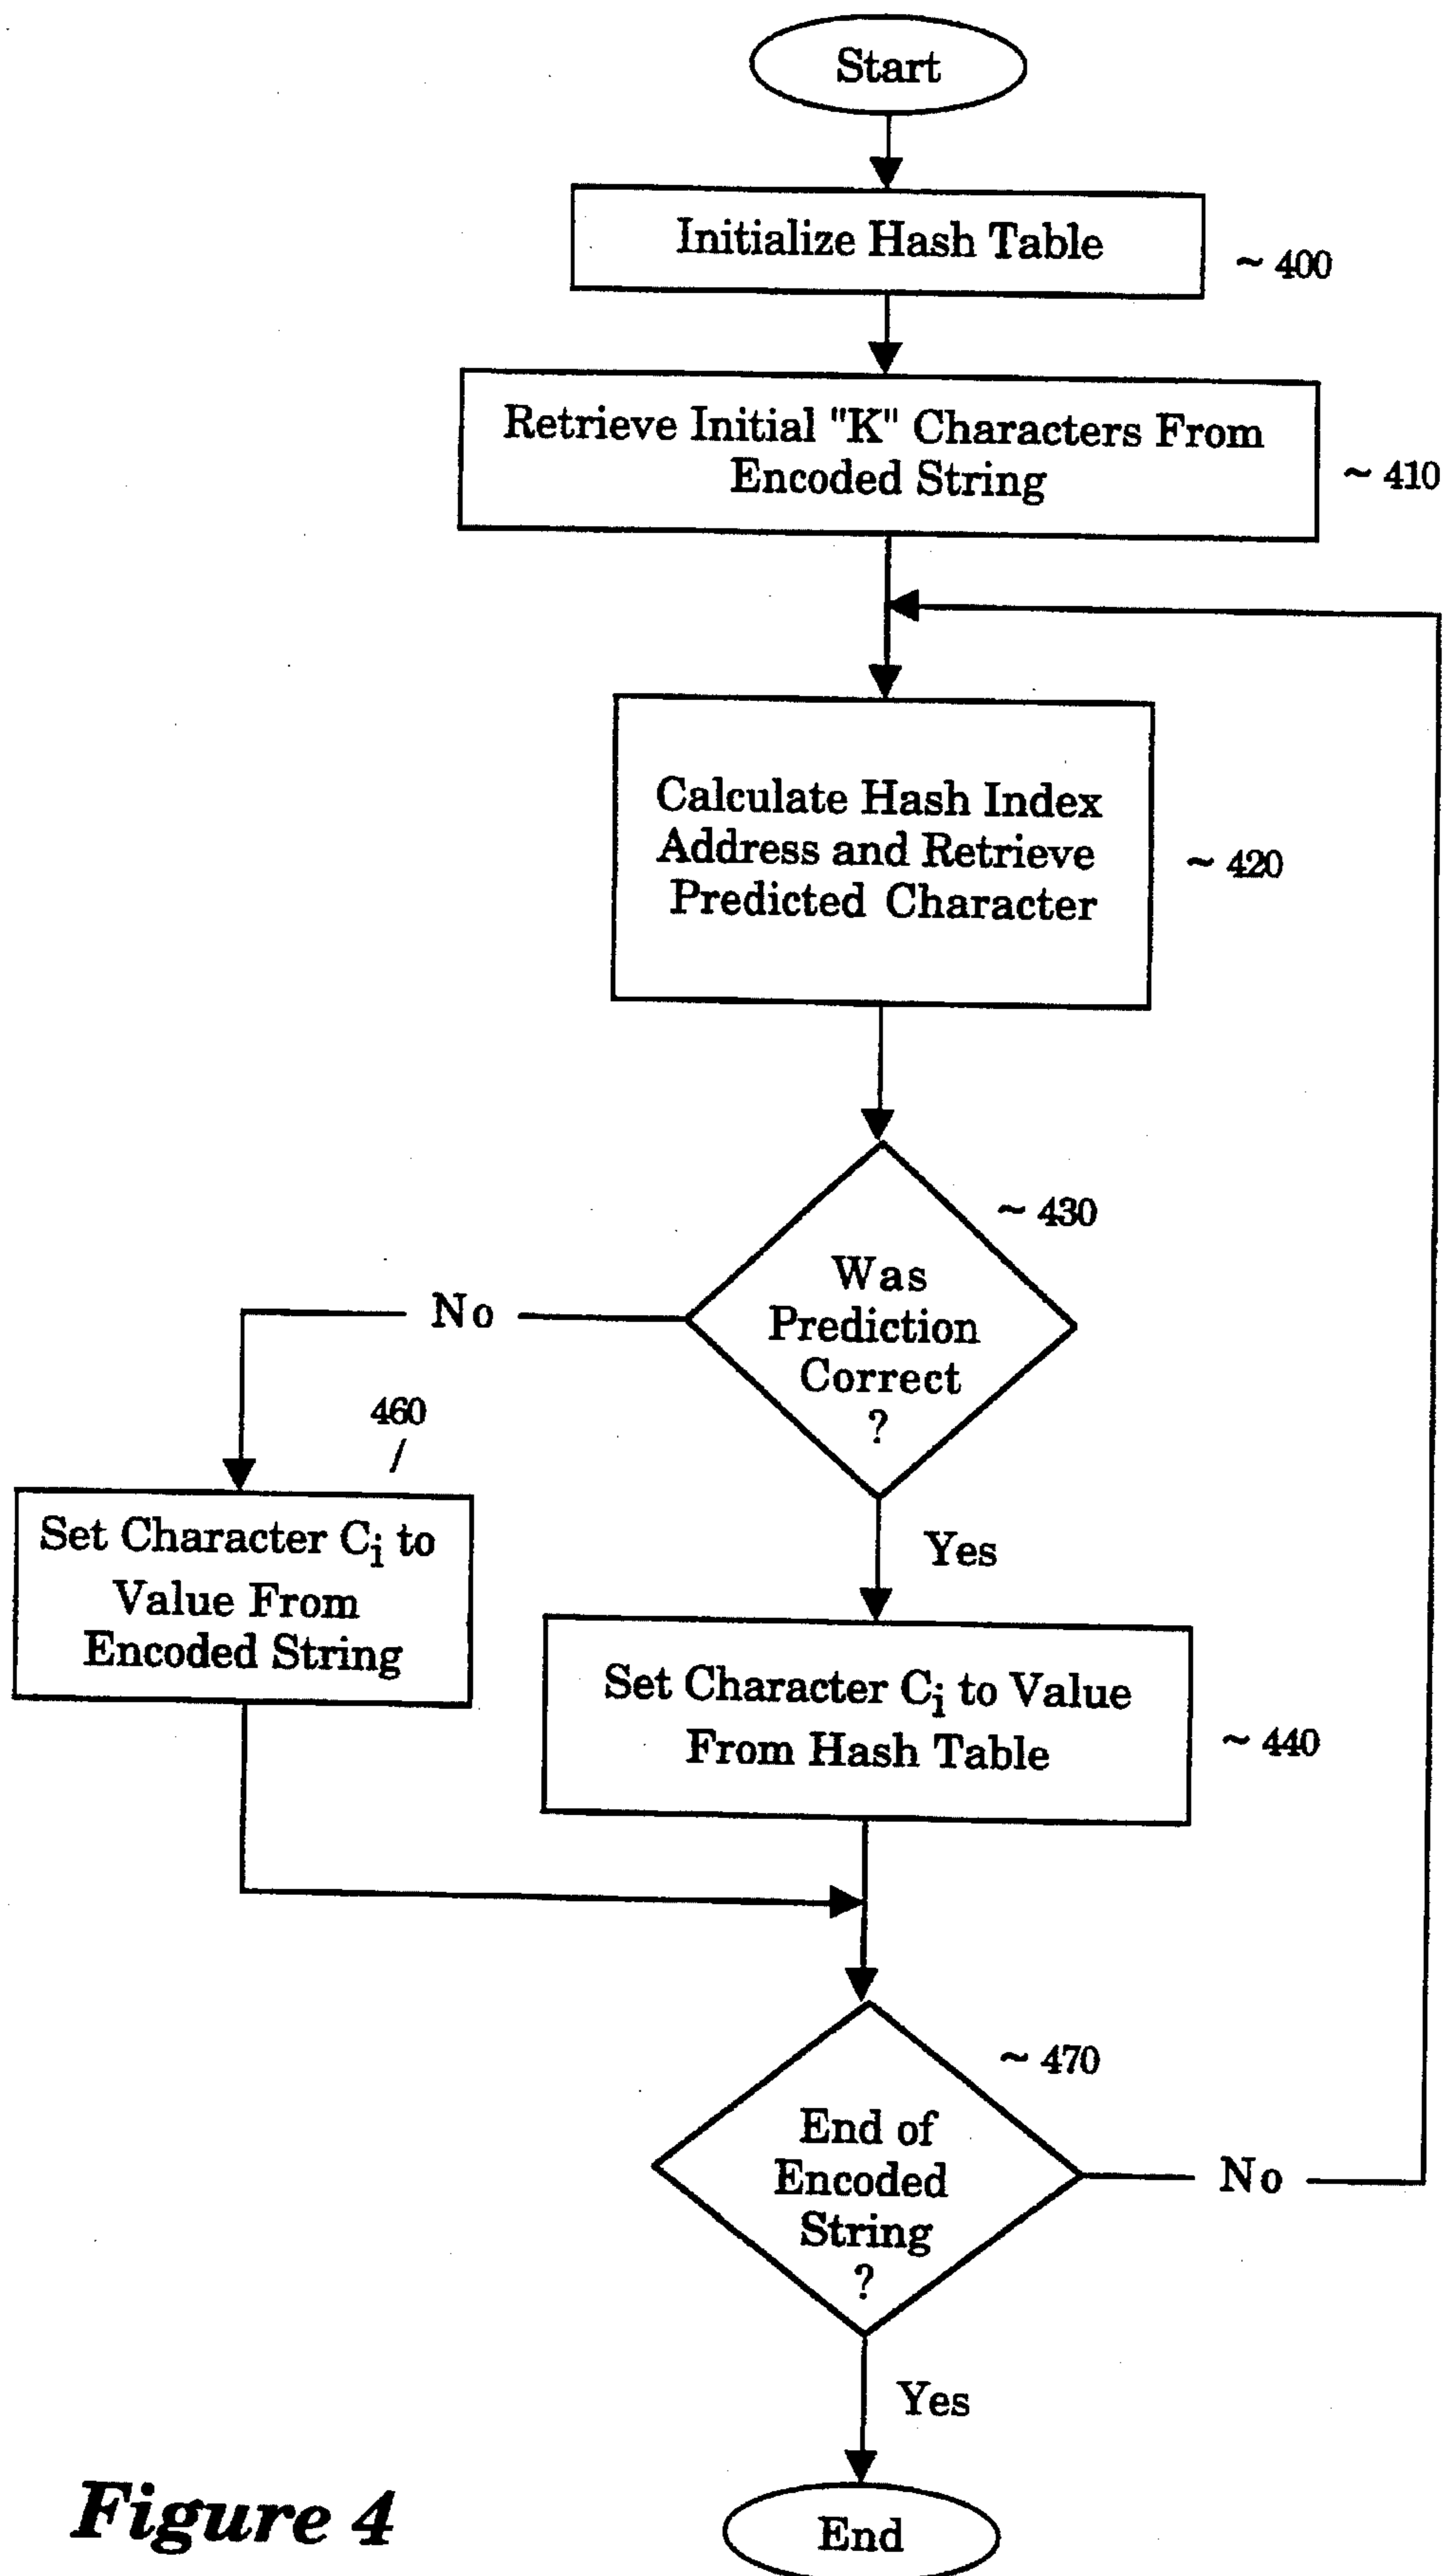 Start
Initialize Hash Table
~ 400
Retrieve Initial "K" Characters From
Encoded String
~ 410
Calculate Hash Index
Address and Retrieve
Predicted Character
~ 420
~ 430
Was
Prediction
Correct
?
No
460
/
Yes
Set Character Ci to
Value From
Encoded String
Set Character Ci to Value
From Hash Table
~ 440
~ 470
End of
Encoded
String
?
No
Yes
End
Figure 4